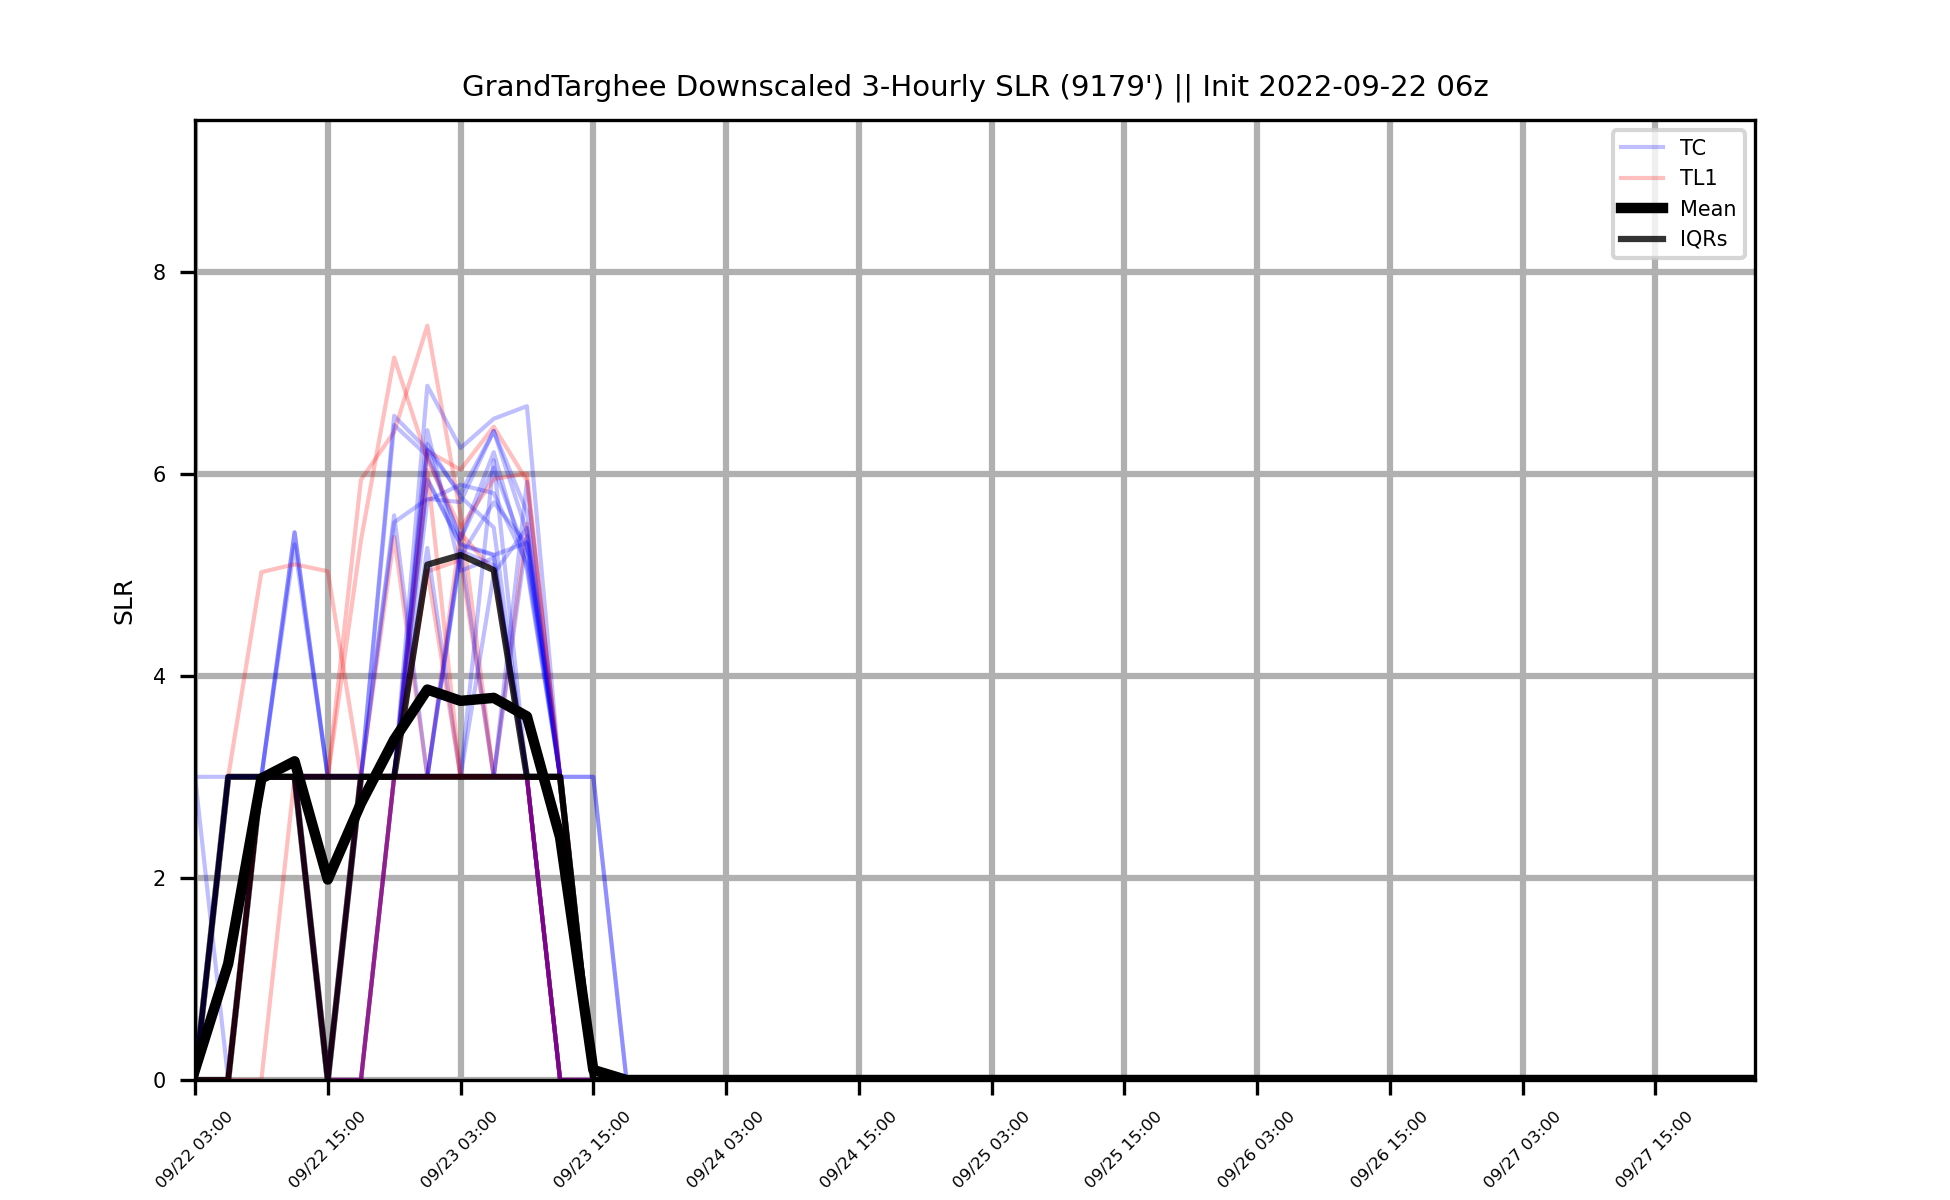 GrandTarghee Downscaled 3-Hourly SLR (9179') || Init 2022-09-22 06z
TC
TL1
Mean
IQRs
SLR
8
6
4
2
0
09/22 03:00
09/22 15:00
09/23 03:00
09/23 15:00
09/24 03:00
09/24 15:00
09/25 03:00
09/25 15:00
09/26 03:00
09/26 15:00
09/27 03:00
09/27 15:00